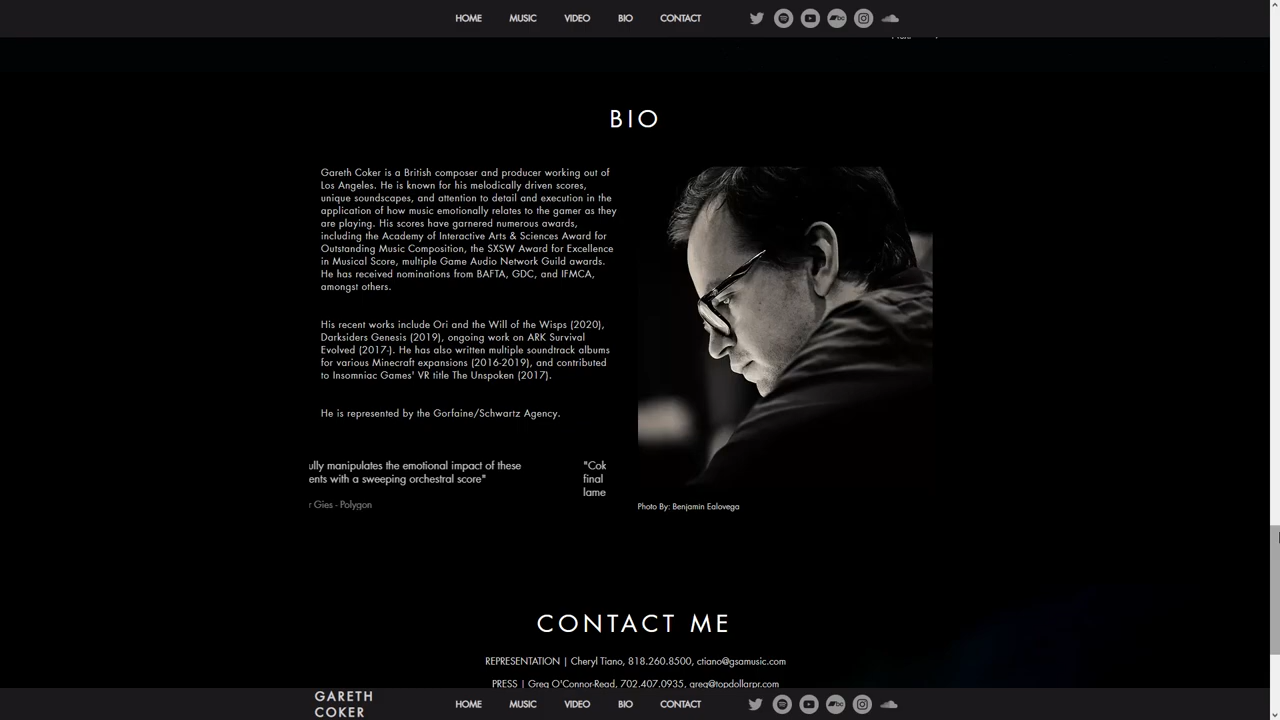 HOME MUSIC VIDEO BIO CONTACT
BIO
Gareth Coker is a British composer and producer working out of
Los Angeles. He is known for his melodically driven scores,
unique soundscapes, and attention to detail and execution in the
application of how music emotionally relates to the gamer as they
are playing. His scores have garnered numerous awards,
including the Academy of Interactive Arts & Sciences Award for
Outstanding Music Composition, the SXSW Award for Excellence
in Musical Score, multiple Game Audio Network Guild awards.
He has received nominations from BAFTA, GDC, and IFMCA,
amongst others.
His recent works include Ori and the Will of the Wisps (2020),
Darksiders Genesis (2019), ongoing work on ARK Survival
Evolved (2017-). He has also written multiple soundtrack albums
for various Minecraft expansions (2016-2019), and contributed
to Insomniac Games' VR title The Unspoken (2017).
He is represented by the Gorfaine/Schwartz Agency.
ully manipulates the emotional impact of these
ents with a sweeping orchestral score"
r Gies - Polygon
"Cok
final
lame
Photo By: Benjamin Ealovega
CONTACT ME
REPRESENTATION | Cheryl Tiano, 818.260.8500, ctiano@gsamusic.com
PRESS | Greg O'Connor-Read, 702.407.0935, greg@topdollarpr.com
GARETH
COKER
HOME MUSIC VIDEO BIO CONTACT